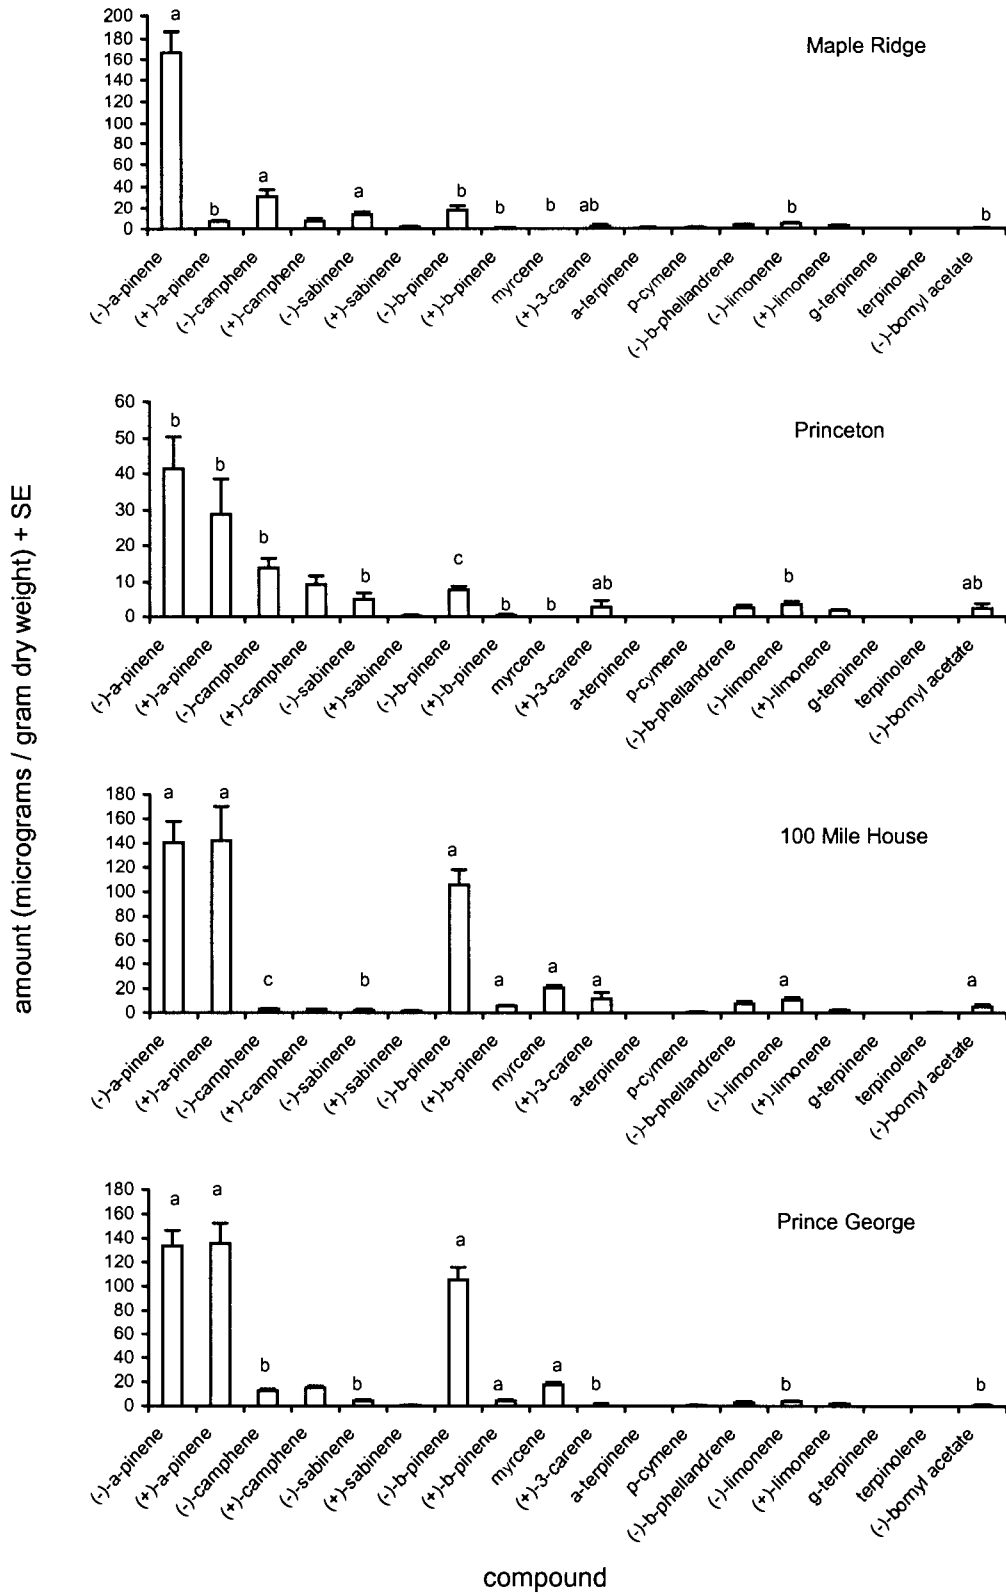 amount (micrograms / gram dry weight) + SE
Maple Ridge
200
180
160
140
120
100
80
60
40
20
0
a
b
a
a
b
b
b
ab
b
b
(-)-a-pinene
(+)-a-pinene
(-)-camphene
(+)-camphene
(-)-sabinene
(+)-sabinene
(-)-b-pinene
(+)-b-pinene
myrcene
(+)-3-carene
a-terpinene
p-cymene
(-)-b-phellandrene
(-)-limonene
(+)-limonene
g-terpinene
terpinolene
(-)-bornyl acetate
Princeton
60
50
40
30
20
10
0
b
b
b
b
c
b
b
ab
b
ab
(-)-a-pinene
(+)-a-pinene
(-)-camphene
(+)-camphene
(-)-sabinene
(+)-sabinene
(-)-b-pinene
(+)-b-pinene
myrcene
(+)-3-carene
a-terpinene
p-cymene
(-)-b-phellandrene
(-)-limonene
(+)-limonene
g-terpinene
terpinolene
(-)-bornyl acetate
100 Mile House
180
160
140
120
100
80
60
40
20
0
a
a
c
b
a
a
a
a
a
a
(-)-a-pinene
(+)-a-pinene
(-)-camphene
(+)-camphene
(-)-sabinene
(+)-sabinene
(-)-b-pinene
(+)-b-pinene
myrcene
(+)-3-carene
a-terpinene
p-cymene
(-)-b-phellandrene
(-)-limonene
(+)-limonene
g-terpinene
terpinolene
(-)-bornyl acetate
Prince George
180
160
140
120
100
80
60
40
20
0
a
a
b
b
a
a
a
b
b
b
(-)-a-pinene
(+)-a-pinene
(-)-camphene
(+)-camphene
(-)-sabinene
(+)-sabinene
(-)-b-pinene
(+)-b-pinene
myrcene
(+)-3-carene
a-terpinene
p-cymene
(-)-b-phellandrene
(-)-limonene
(+)-limonene
g-terpinene
terpinolene
(-)-bornyl acetate
compound